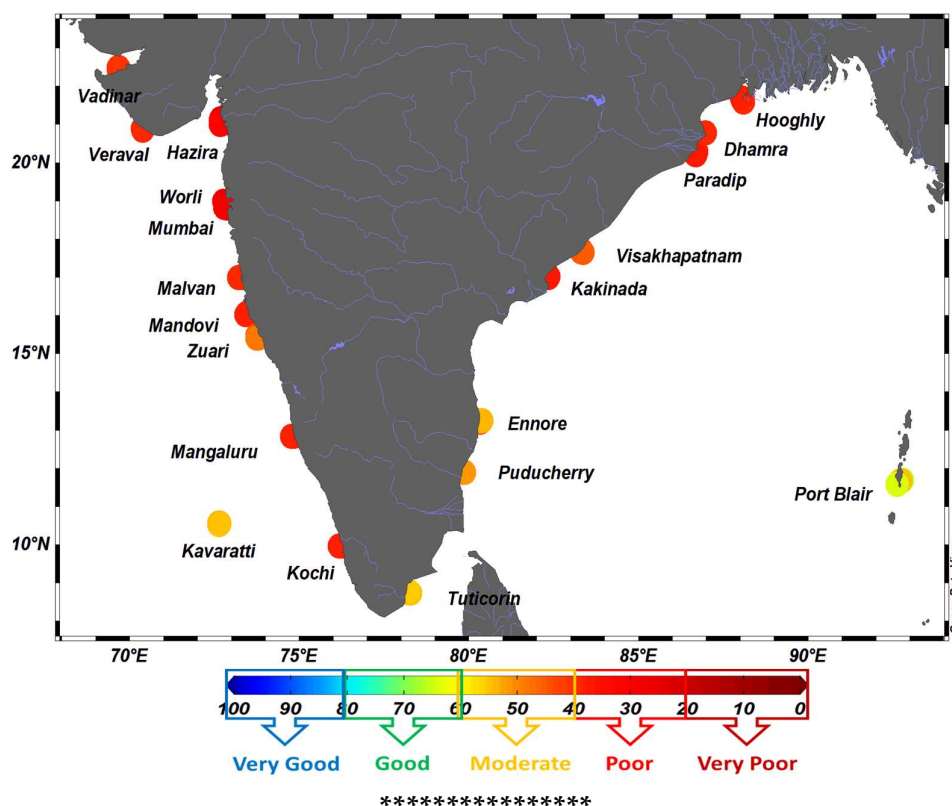 Vadinar
Veraval
Hazira
Hooghly
Dhamra
20°N
Paradip
Worli
Mumbai
Visakhapatnam
Malvan
Kakinada
Mandovi
Zuari
15°N
Ennore
Mangaluru
Puducherry
Port Blair
10°N
Kavaratti
Kochi
Tuticorin
70°E 75°E 80°E 85°E 90°E
100 90 80 70 60 50 40 30 20 10 0
Very Good Good Moderate Poor Very Poor
****************